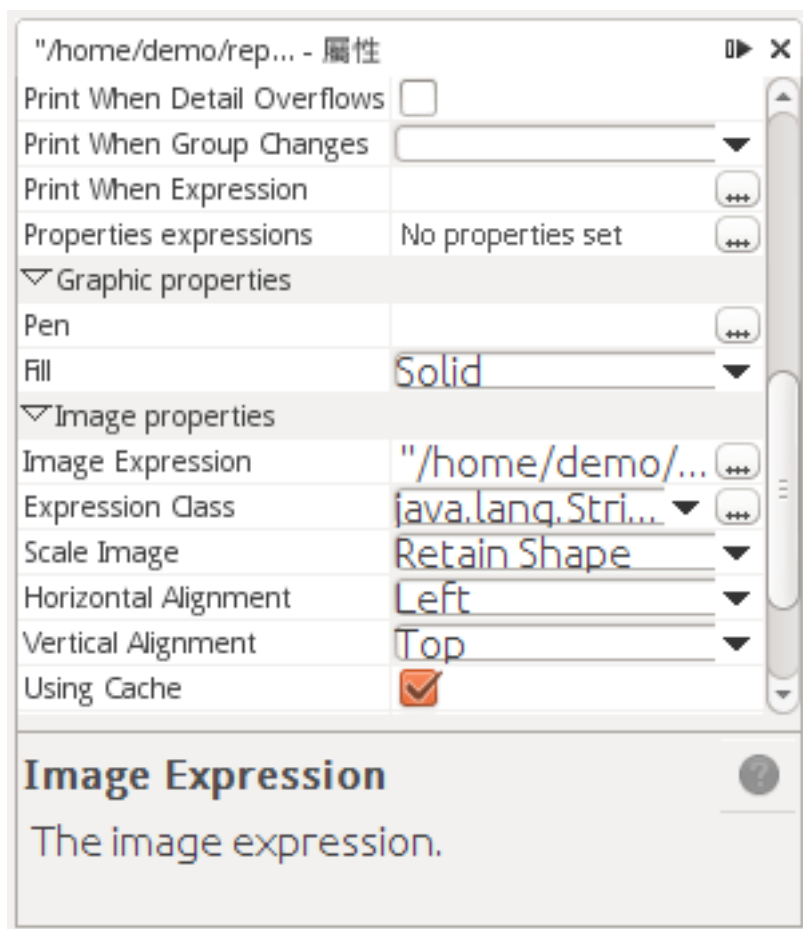 "/home/demo/rep... - 屬性
Print When Detail Overflows
Print When Group Changes
Print When Expression
Properties expressions No properties set
Graphic properties
Pen
Fill Solid
Image properties
Image Expression "/home/demo/...
Expression Class java.lang.Stri...
Scale Image Retain Shape
Horizontal Alignment Left
Vertical Alignment Top
Using Cache
Image Expression
The image expression.